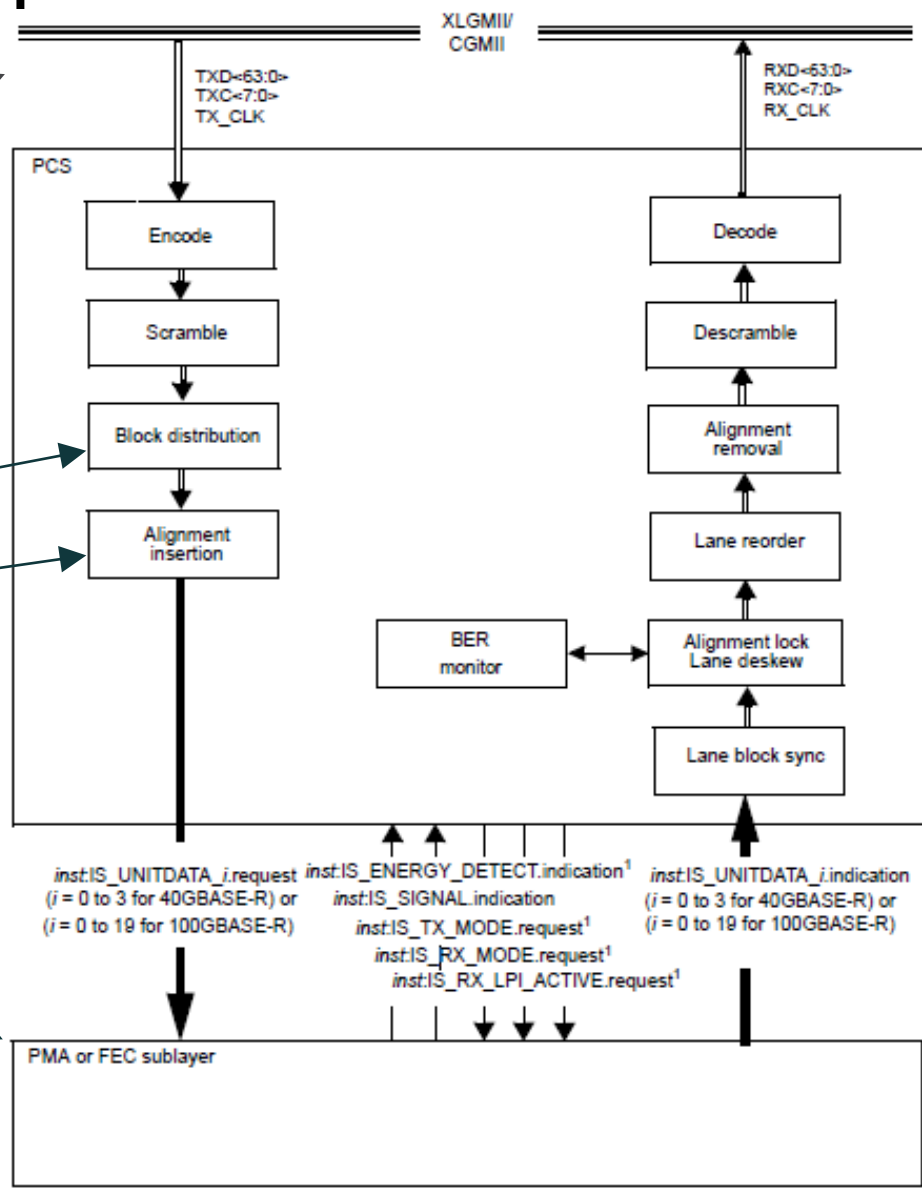 XLGMII/
CGMII
TXD<63:0>
TXC<7:0>
TX_CLK
RXD<63:0>
RXC<7:0>
RX_CLK
PCS
Encode
Scramble
Block distribution
Alignment
insertion
Decode
Descramble
Alignment
removal
Lane reorder
BER
monitor
Alignment lock
Lane deskew
Lane block sync
inst:IS_UNITDATA_i.request
(i = 0 to 3 for 40GBASE-R) or
(i = 0 to 19 for 100GBASE-R)
inst:IS_ENERGY_DETECT.indication¹
inst:IS_SIGNAL.indication
inst:IS_TX_MODE.request¹
inst:IS_RX_MODE.request¹
inst:IS_RX_LPI_ACTIVE.request¹
inst:IS_UNITDATA_i.indication
(i = 0 to 3 for 40GBASE-R) or
(i = 0 to 19 for 100GBASE-R)
PMA or FEC sublayer